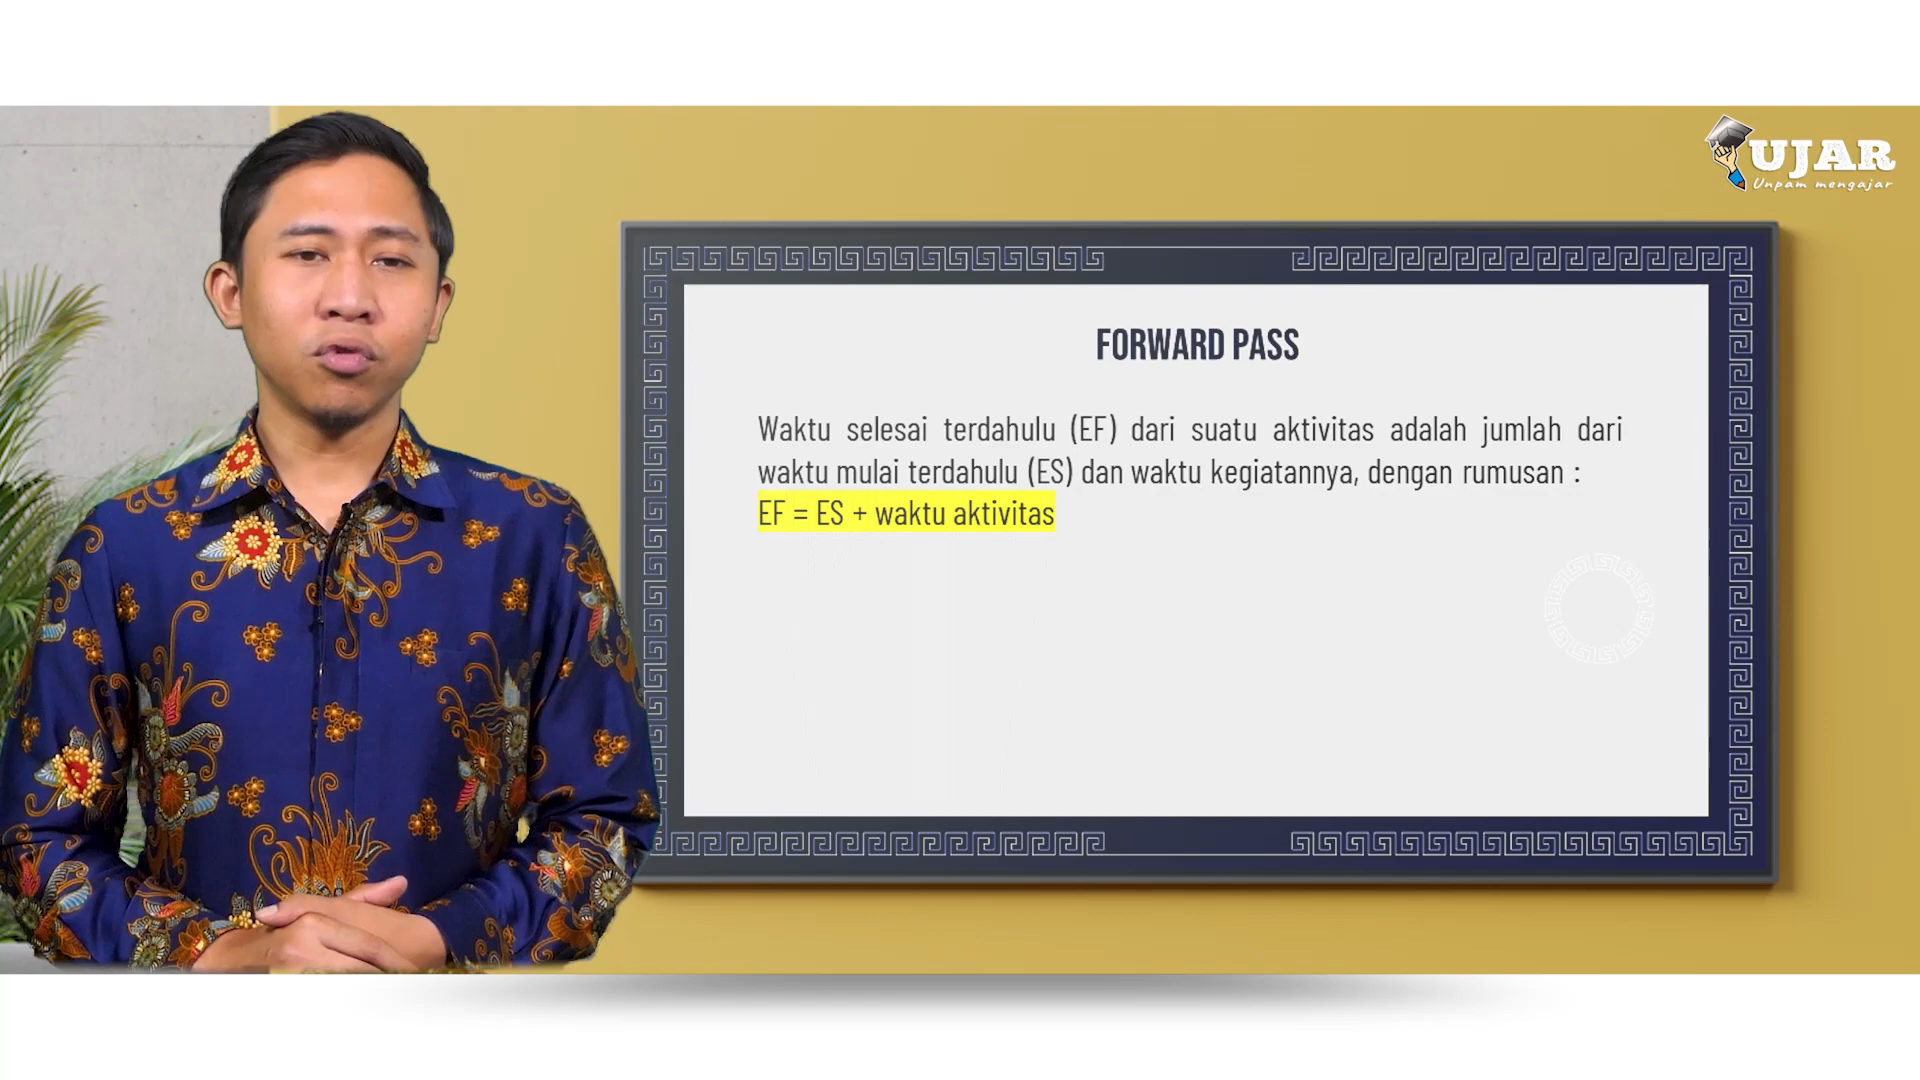 UJAR
Unpam mengajar
FORWARD PASS
Waktu selesai terdahulu (EF) dari suatu aktivitas adalah jumlah dari
waktu mulai terdahulu (ES) dan waktu kegiatannya, dengan rumusan :
EF = ES + waktu aktivitas